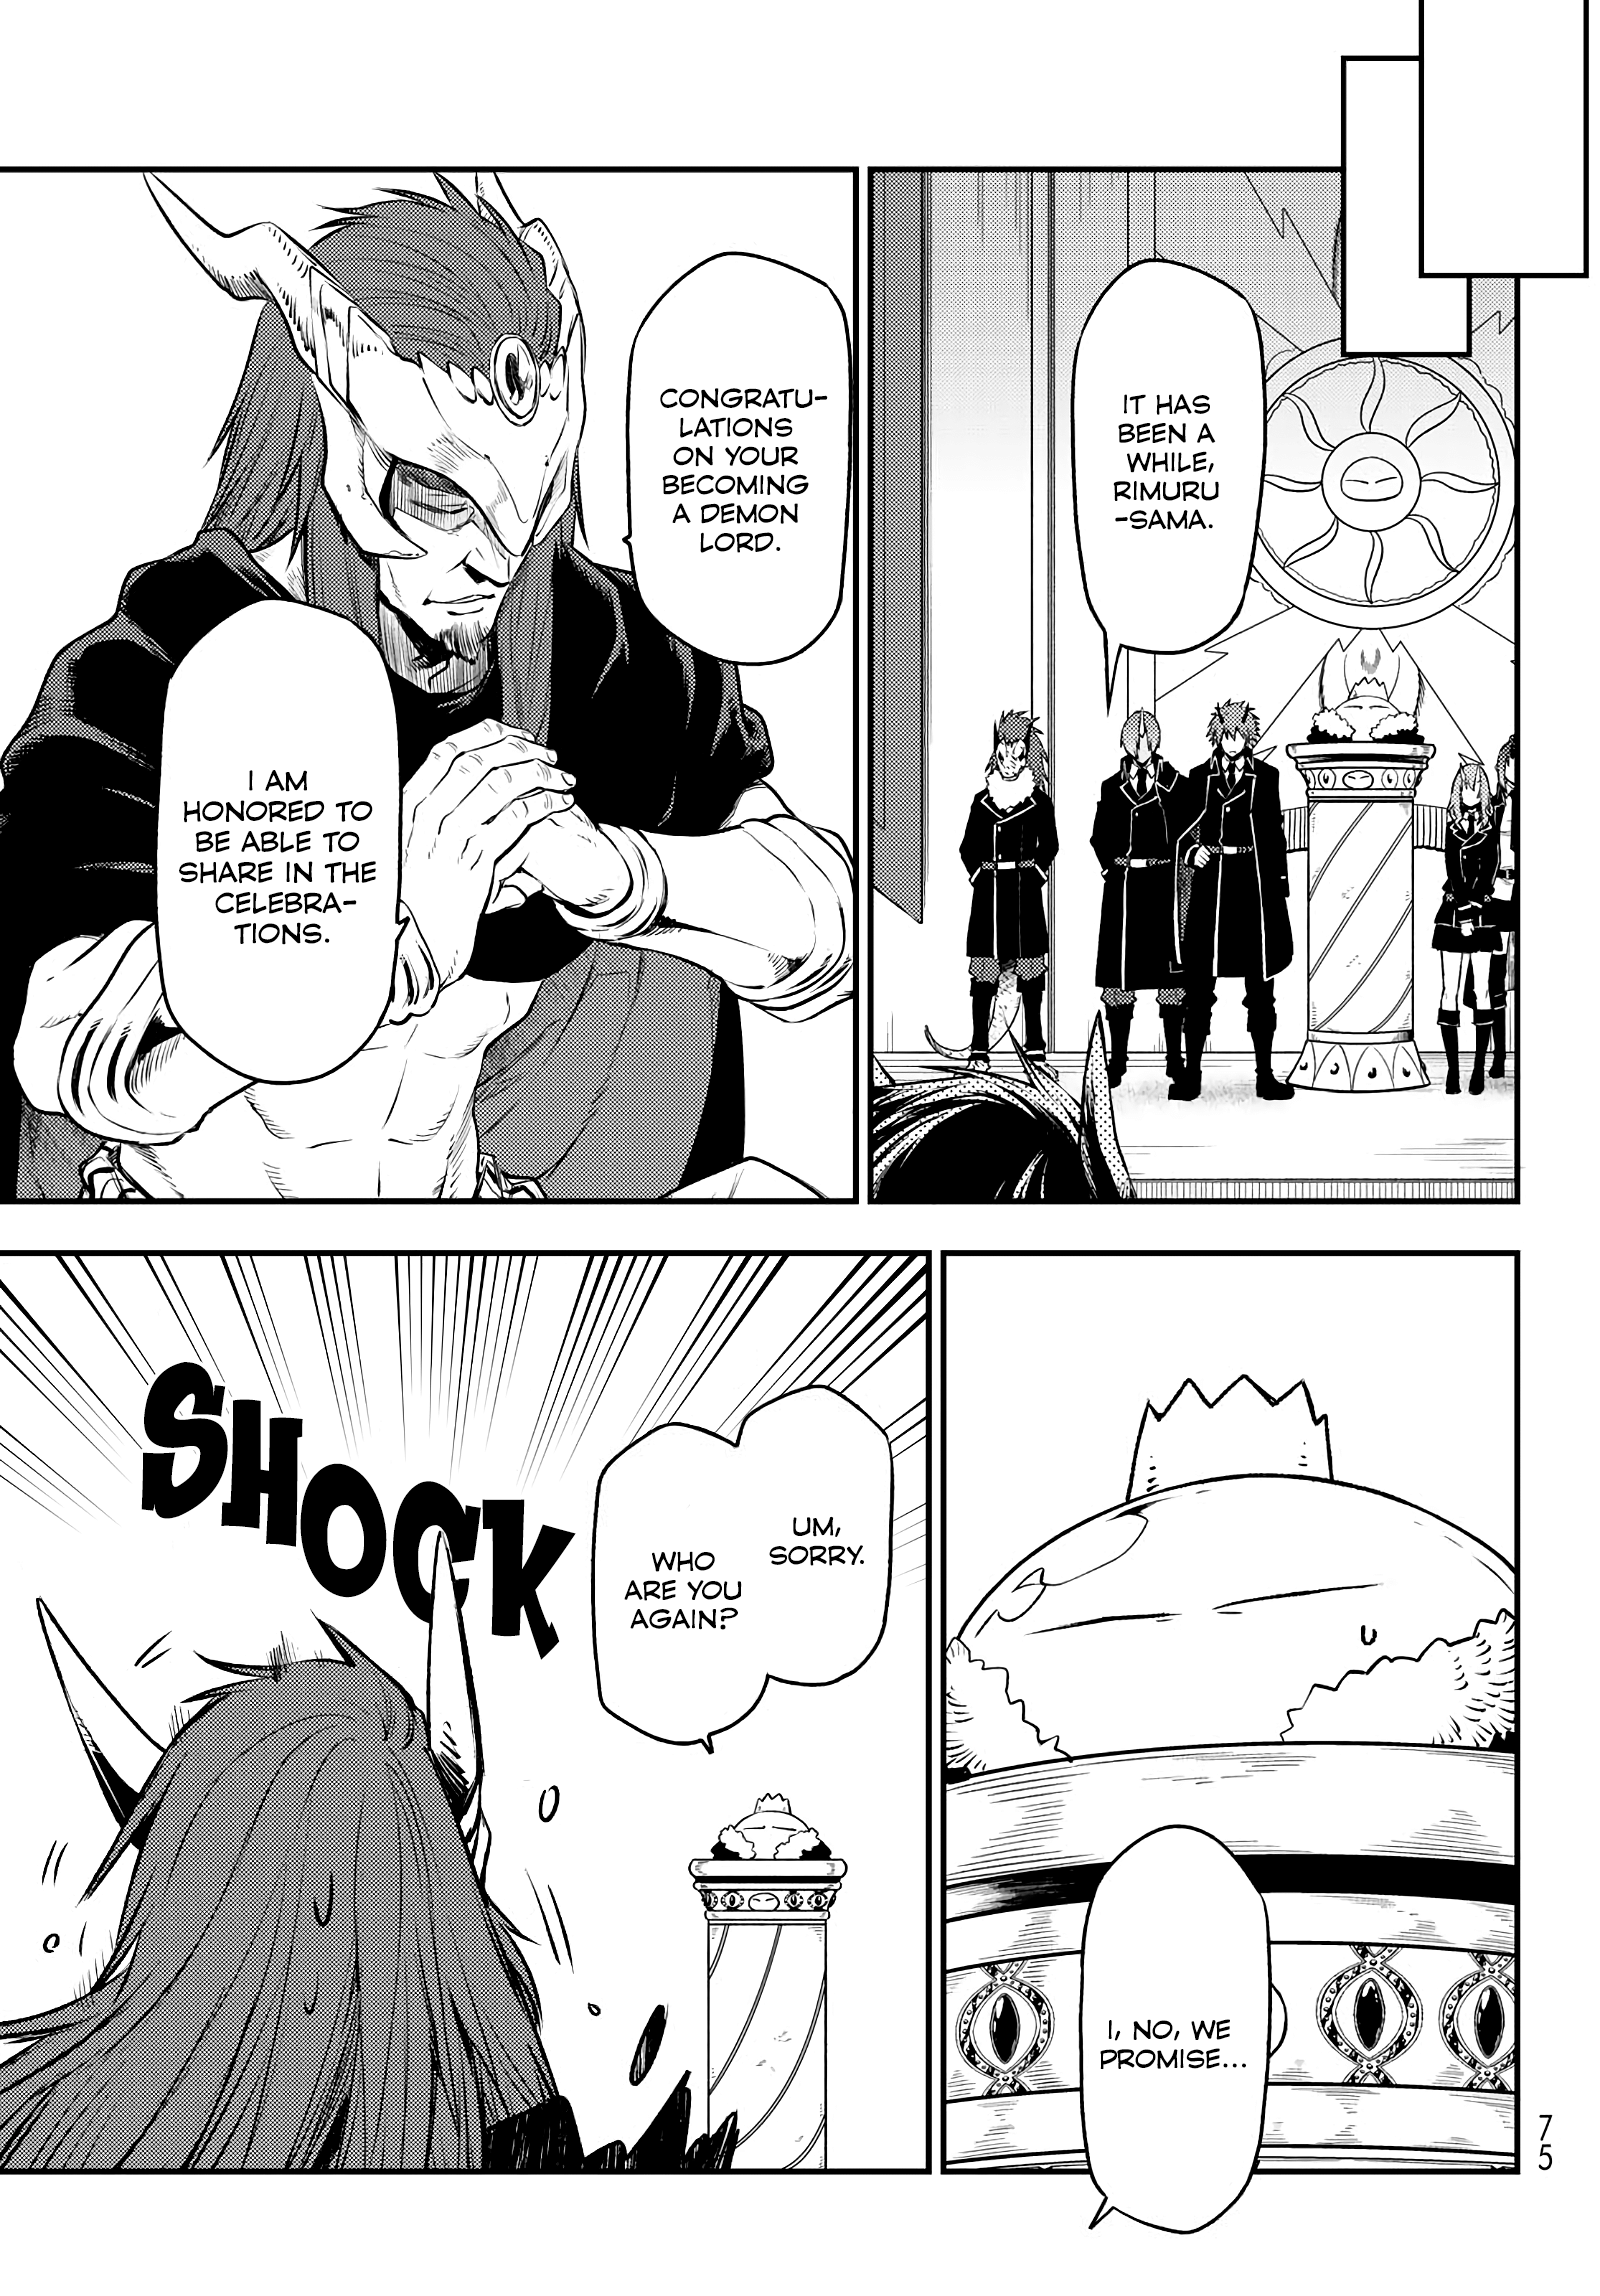 IT HAS
BEEN A
WHILE,
RIMURU
-SAMA.
CONGRATU-
LATIONS
ON YOUR
BECOMING
A DEMON
LORD.
I AM
HONORED TO
BE ABLE TO
SHARE IN THE
CELEBRA-
TIONS.
I, NO, WE
PROMISE...
UM,
SORRY.
WHO
ARE YOU
AGAIN?
SHOCK
75